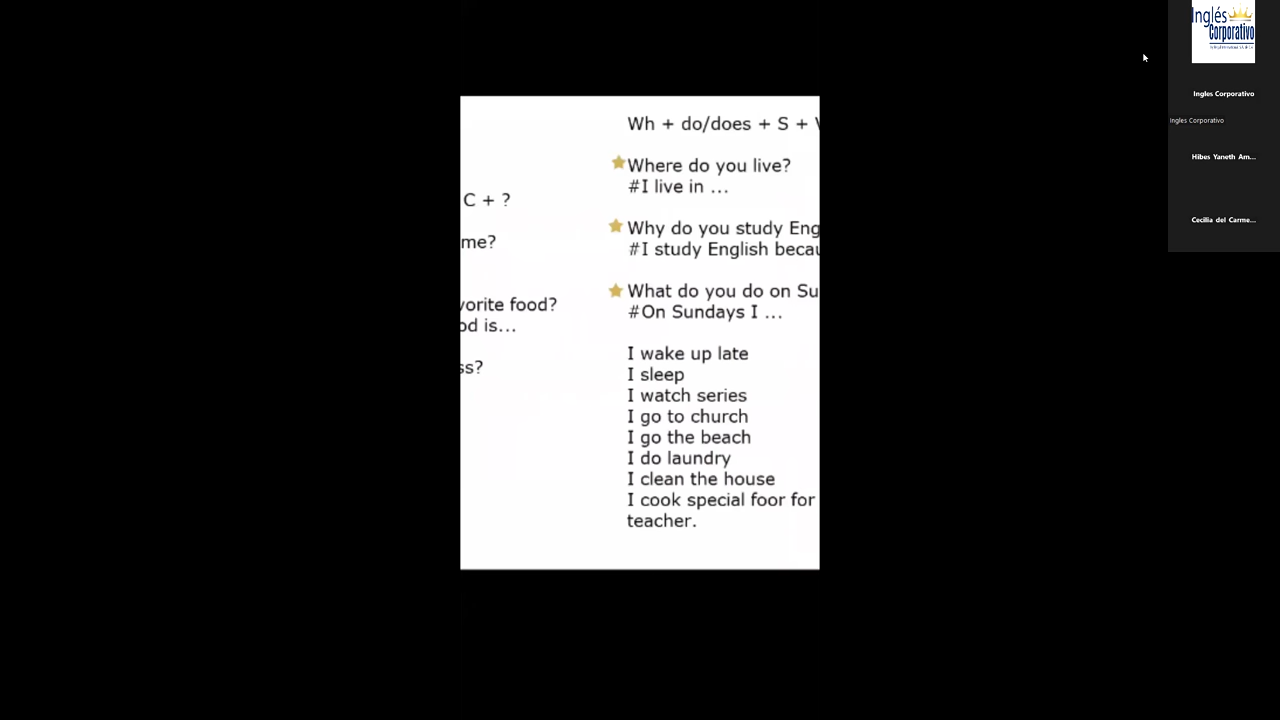 Wh + do/does + S +
Where do you live?
#I live in ...
C + ?
Why do you study Eng
me?
#I study English becau
What do you do on Su
vorite food?
#On Sundays I ...
od is...
I wake up late
ss?
I sleep
I watch series
I go to church
I go the beach
I do laundry
I clean the house
I cook special foor for
teacher.
Inglés
Corporativo
Ingles Corporativo
Ingles Corporativo
Hibes Yaneth Am...
Cecilia del Carme...